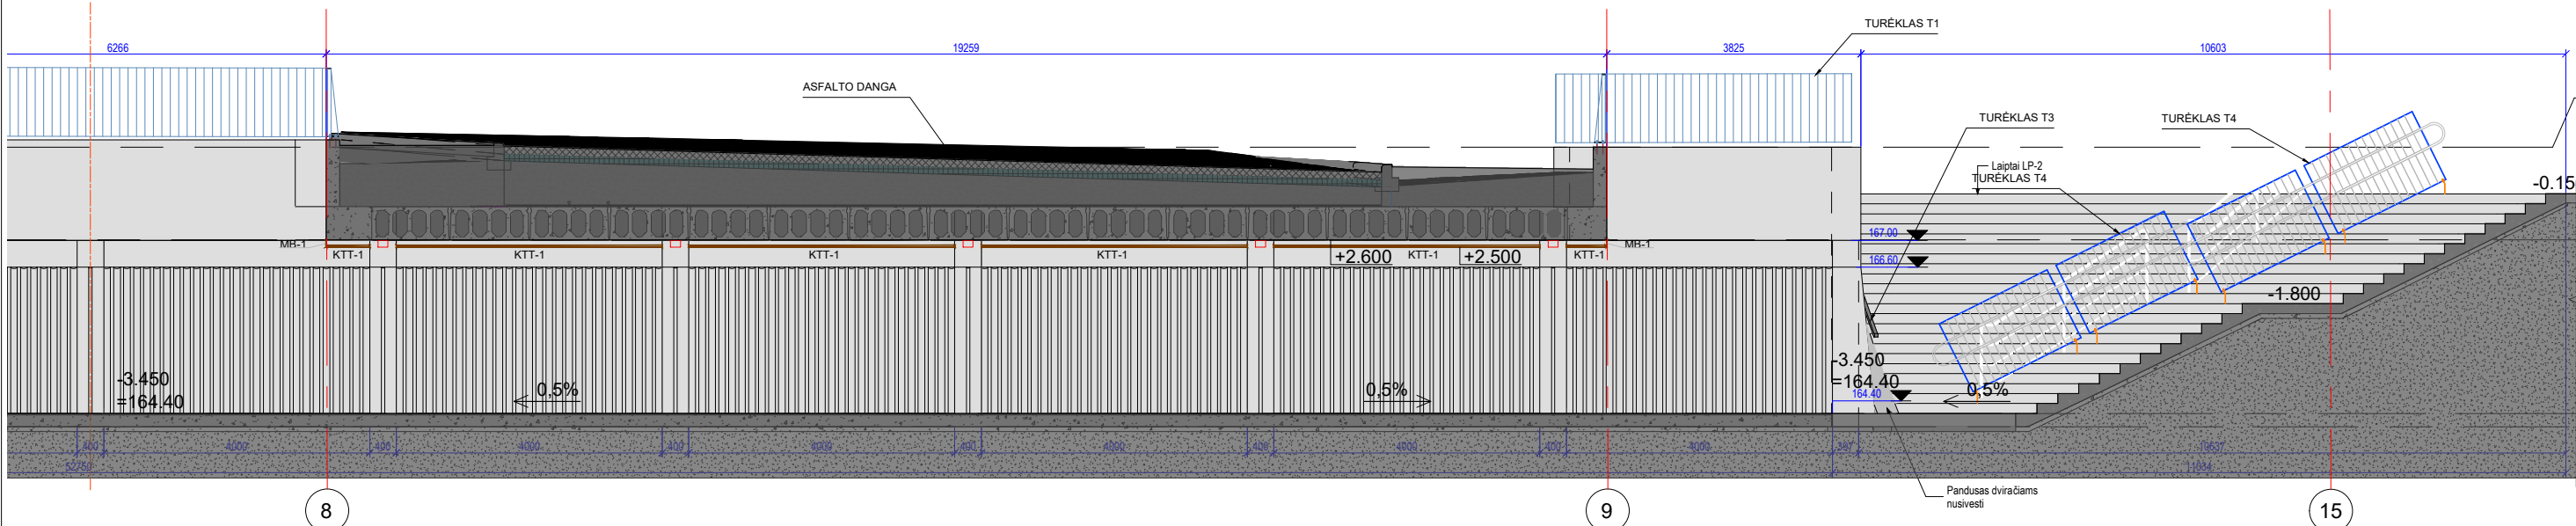 TURĖKLAS T1
6266
19259
3825
10603
ASFALTO DANGA
TURĖKLAS T3
TURĖKLAS T4
Laiptai LP-2
TURĖKLAS T4
-0.15
167.00
MB-1
MB-1
KTT-1
KTT-1
KTT-1
KTT-1
+2.600
KTT-1
+2.500
KTT-1
166.60
-1.800
-3.450
=164.40
0,5%
0,5%
-3.450
=164.40
164.40
0,5%
400
4000
400
4000
400
4000
400
4000
400
4000
400
4000
397
10637
52750
11034
Pandusas dviračiams
nusivesti
8
9
15